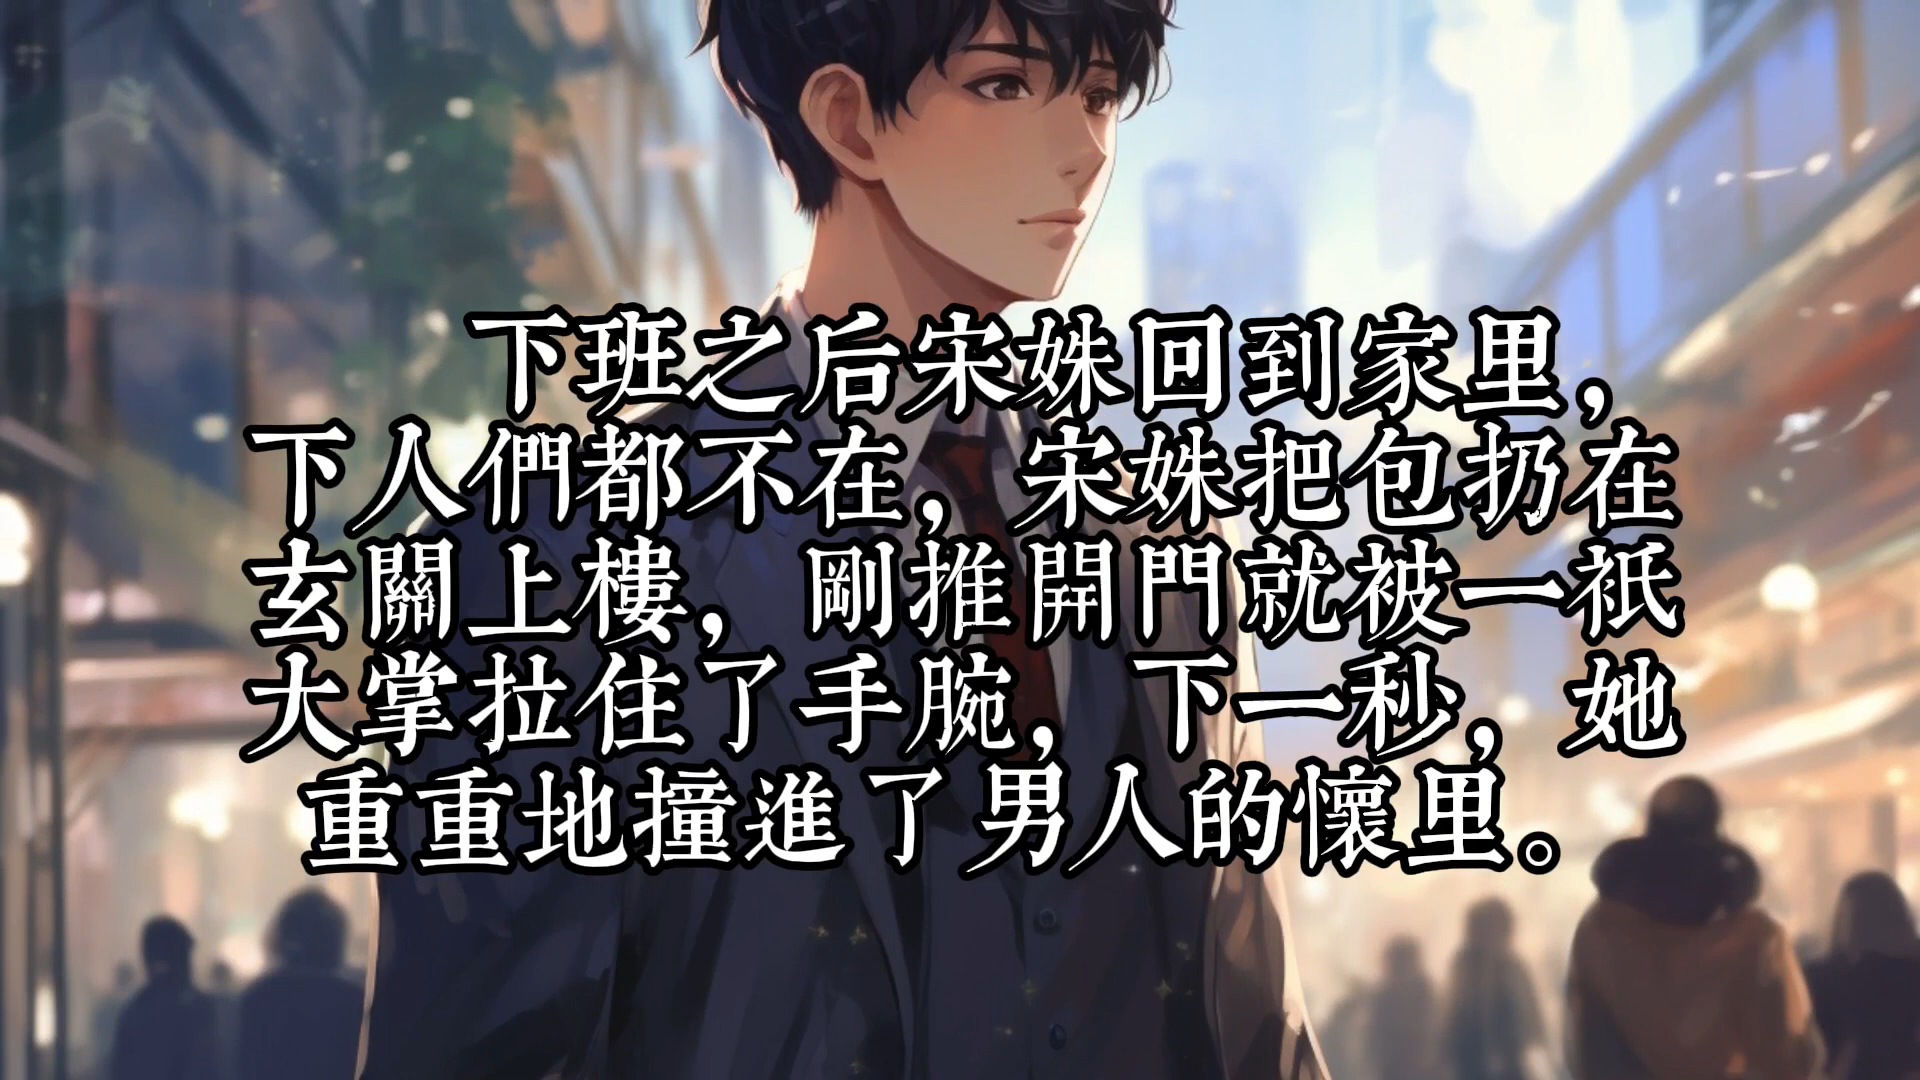 下班之后宋姝回到家里，
下人們都不在，宋姝把包扔在
玄關上樓，剛推開門就被一祇
大掌拉住了手腕，下一秒，她
重重地撞進了男人的懷里。